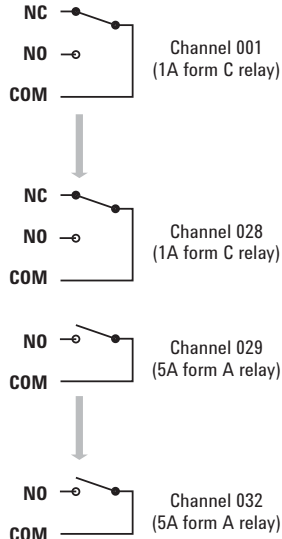 NC
NO
COM
Channel 001
(1A form C relay)
NC
NO
COM
Channel 028
(1A form C relay)
NO
COM
Channel 029
(5A form A relay)
NO
COM
Channel 032
(5A form A relay)